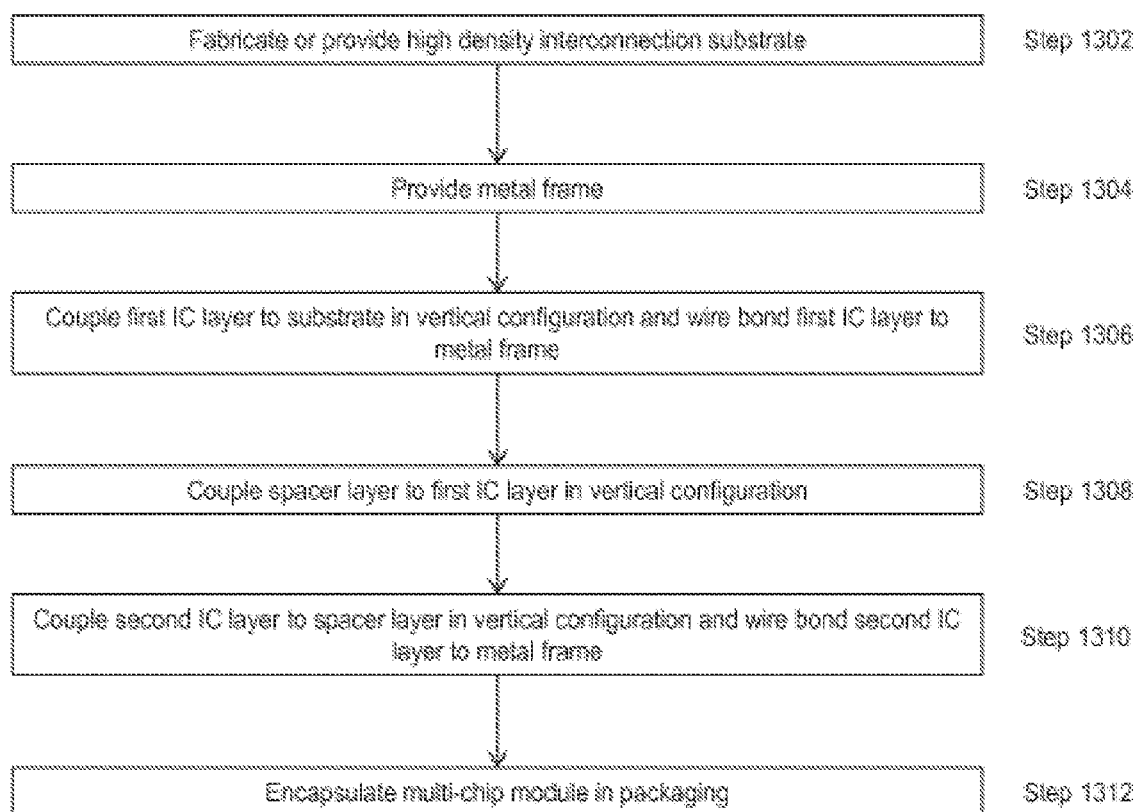 Fabricate or provide high density interconnection substrate
Step 1302
Provide metal frame
Step 1304
Couple first IC layer to substrate in vertical configuration and wire bond first IC layer to
metal frame
Step 1306
Couple spacer layer to first IC layer in vertical configuration
Step 1308
Couple second IC layer to spacer layer in vertical configuration and wire bond second IC
layer to metal frame
Step 1310
Encapsulate multi-chip module in packaging
Step 1312